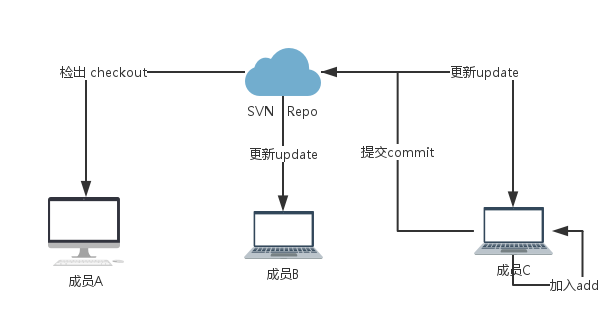 检出 checkout
更新update
SVN Repo
更新update
提交commit
成员A
成员B
成员C
加入add